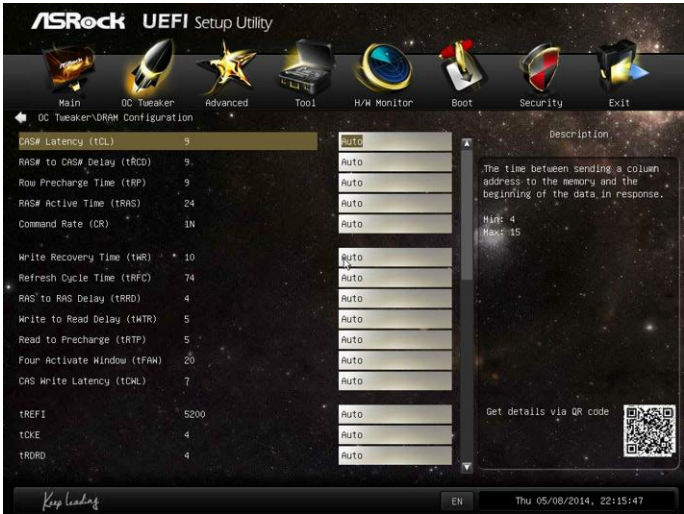 ASRock UEFI Setup Utility
Main OC Tweaker Advanced Tool H/W Monitor Boot Security Exit
OC Tweaker\DRAM Configuration
Description
CAS# Latency (tCL) 9 Auto
RAS# to CAS# Delay (tRCD) 9 Auto
Row Precharge Time (tRP) 9 Auto
RAS# Active Time (tRAS) 24 Auto
Command Rate (CR) 1N Auto
Write Recovery Time (tWR) 10 Auto
Refresh Cycle Time (tRFC) 74 Auto
RAS to RAS Delay (tRRD) 4 Auto
Write to Read Delay (tWTR) 5 Auto
Read to Precharge (tRTP) 5 Auto
Four Activate Window (tFAW) 20 Auto
CAS Write Latency (tCWL) 7 Auto
tREFI 5200 Auto
tCKE 4 Auto
tRDRD 4 Auto
The time between sending a column
address to the memory and the
beginning of the data in response.
Min: 4
Max: 15
Get details via QR code
Keep Leading
EN
Thu 05/08/2014, 22:15:47